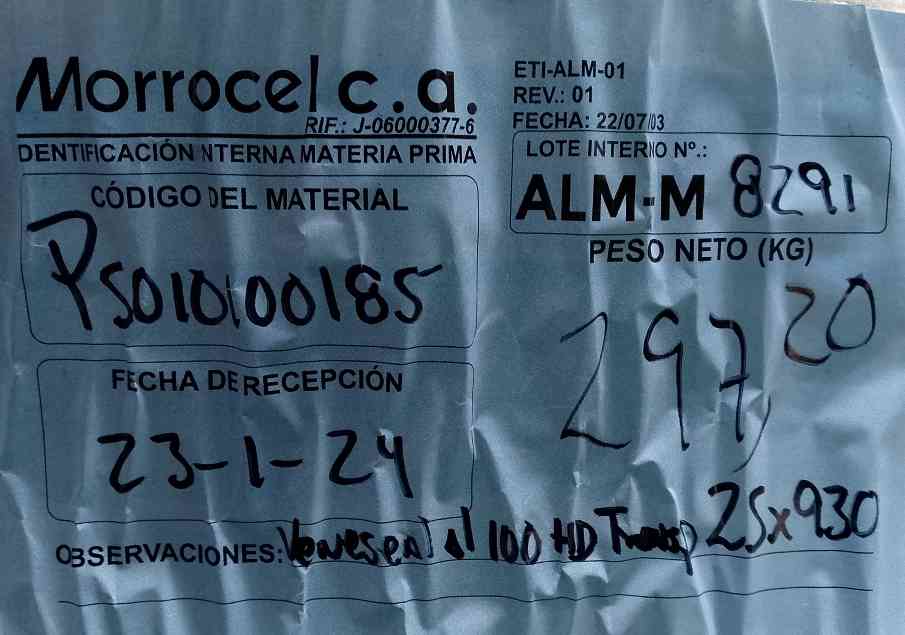 Morrocel c.a.
RIF.: J-06000377-6
DENTIFICACIÓN NTERNA MATERIA PRIMA
ETI-ALM-01
REV.: 01
FECHA: 22/07/03
LOTE INTERNO Nº.:
ALM-M 8291
CÓDIGO DEL MATERIAL
PS010100185
PESO NETO (KG)
297,20
FECHA DE RECEPCIÓN
23-1-24
OBSERVACIONES: 100 HD Transp 25x930